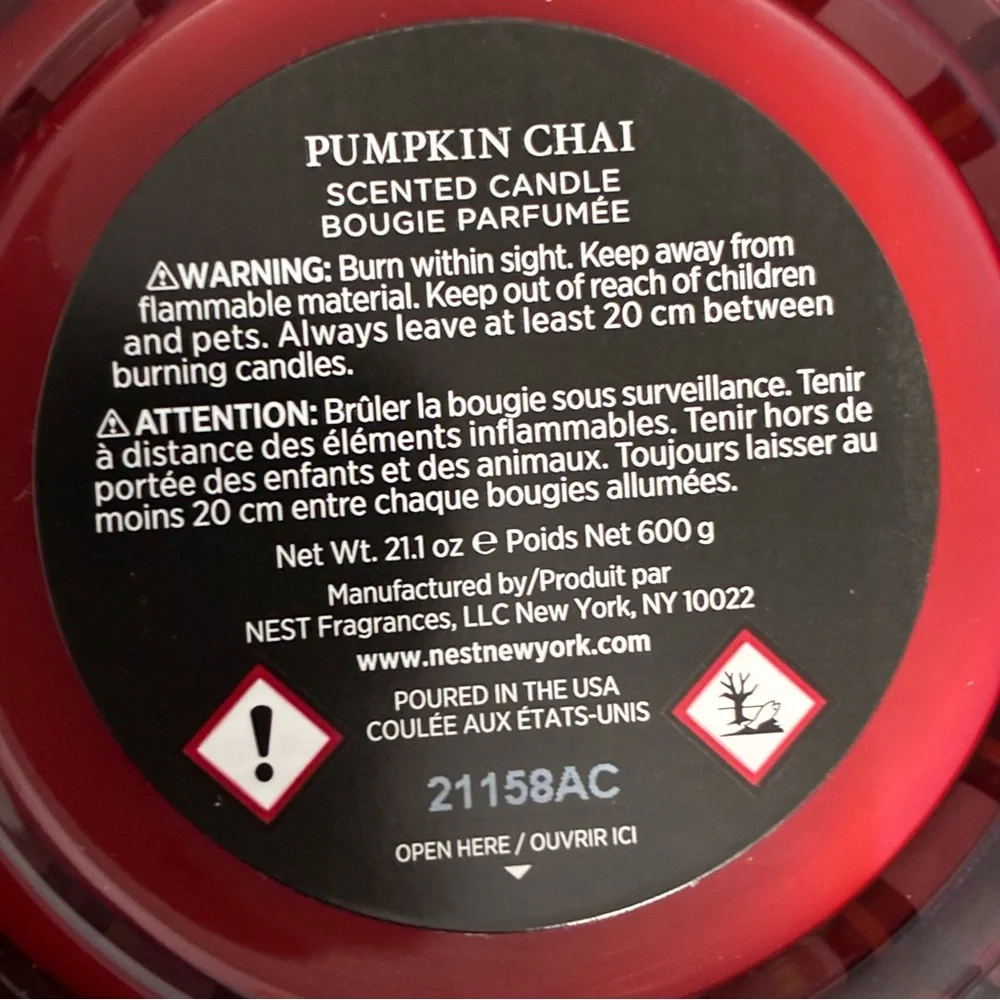 PUMPKIN CHAI
SCENTED CANDLE
BOUGIE PARFUMÉE
⚠WARNING: Burn within sight. Keep away from
flammable material. Keep out of reach of children
and pets. Always leave at least 20 cm between
burning candles.
⚠ ATTENTION: Brûler la bougie sous surveillance. Tenir
à distance des éléments inflammables. Tenir hors de
portée des enfants et des animaux. Toujours laisser au
moins 20 cm entre chaque bougies allumées.
Net Wt. 21.1 oz ℮ Poids Net 600 g
Manufactured by/Produit par
NEST Fragrances, LLC New York, NY 10022
www.nestnewyork.com
POURED IN THE USA
COULÉE AUX ÉTATS-UNIS
21158AC
OPEN HERE / OUVRIR ICI